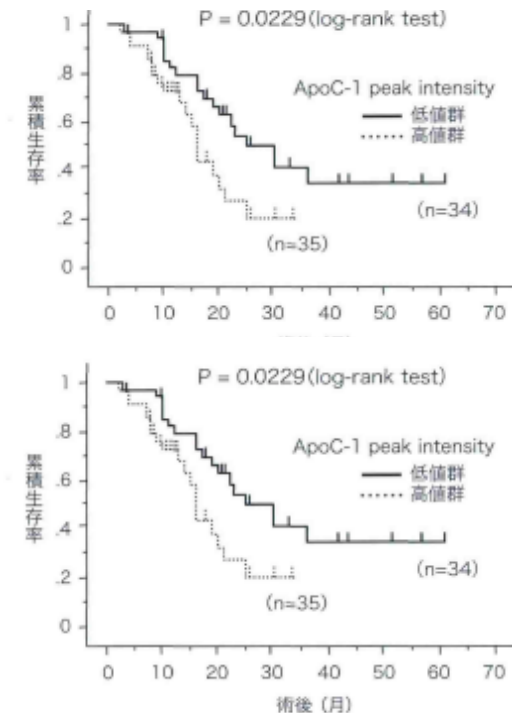 P = 0.0229(log-rank test)
ApoC-1 peak intensity
低値群
高値群
累積生存率
1
.8
.6
.4
.2
0
(n=34)
(n=35)
0 10 20 30 40 50 60 70
P = 0.0229(log-rank test)
ApoC-1 peak intensity
低値群
高値群
累積生存率
1
.8
.6
.4
.2
0
(n=34)
(n=35)
0 10 20 30 40 50 60 70
術後（月）